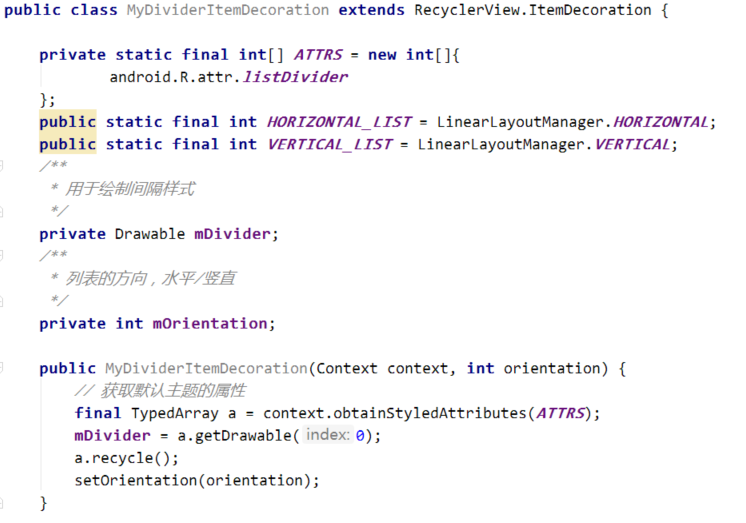 public class MyDividerItemDecoration extends RecyclerView.ItemDecoration {
private static final int[] ATTRS = new int[]{
android.R.attr.listDivider
};
public static final int HORIZONTAL_LIST = LinearLayoutManager.HORIZONTAL;
public static final int VERTICAL_LIST = LinearLayoutManager.VERTICAL;
/**
* 用于绘制间隔样式
*/
private Drawable mDivider;
/**
* 列表的方向，水平/竖直
*/
private int mOrientation;
public MyDividerItemDecoration(Context context, int orientation) {
// 获取默认主题的属性
final TypedArray a = context.obtainStyledAttributes(ATTRS);
mDivider = a.getDrawable( index: 0);
a.recycle();
setOrientation(orientation);
}